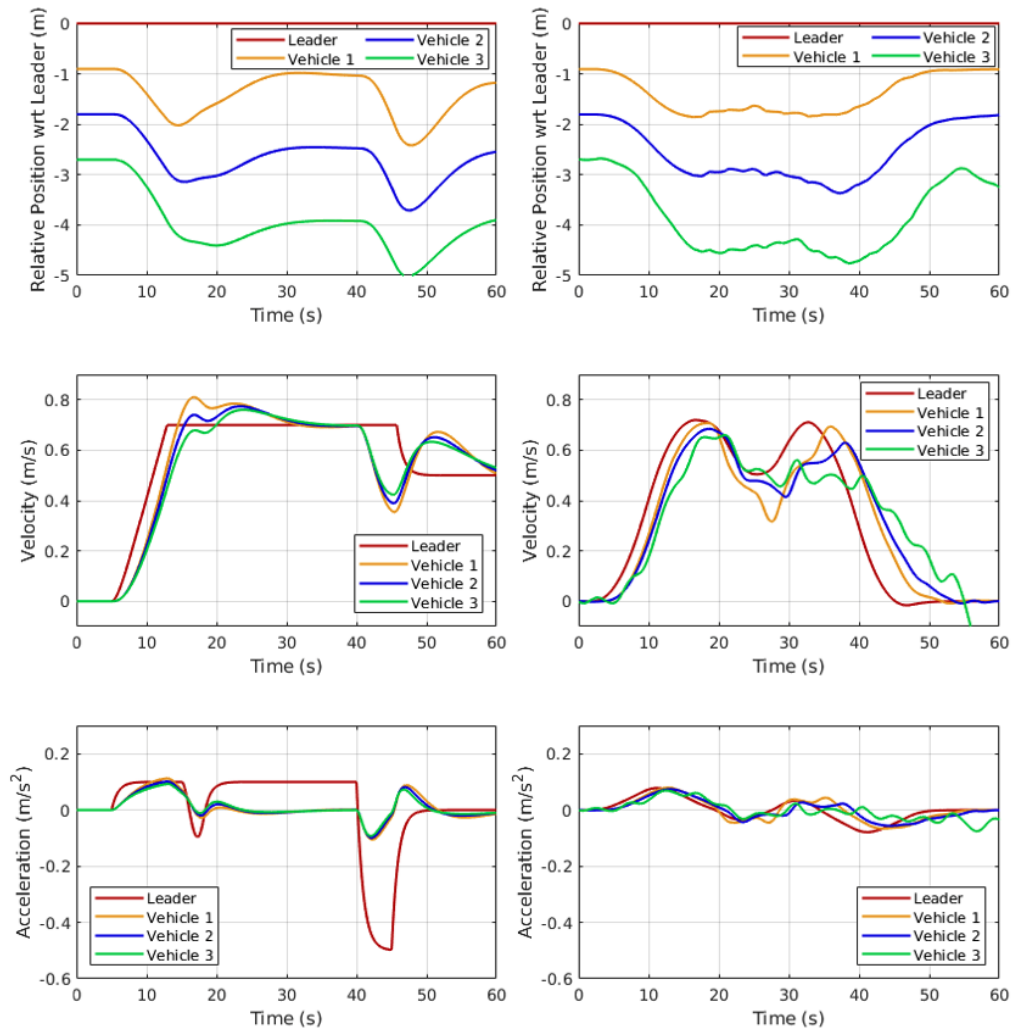 Relative Position wrt Leader (m)
0
-1
-2
-3
-4
-5
Leader
Vehicle 1
Vehicle 2
Vehicle 3
0 10 20 30 40 50 60
Time (s)
Relative Position wrt Leader (m)
0
-1
-2
-3
-4
-5
Leader
Vehicle 1
Vehicle 2
Vehicle 3
0 10 20 30 40 50 60
Time (s)
Velocity (m/s)
0.8
0.6
0.4
0.2
0
Leader
Vehicle 1
Vehicle 2
Vehicle 3
0 10 20 30 40 50 60
Time (s)
Velocity (m/s)
0.8
0.6
0.4
0.2
0
Leader
Vehicle 1
Vehicle 2
Vehicle 3
0 10 20 30 40 50 60
Time (s)
Acceleration (m/s²)
0.2
0
-0.2
-0.4
-0.6
Leader
Vehicle 1
Vehicle 2
Vehicle 3
0 10 20 30 40 50 60
Time (s)
Acceleration (m/s²)
0.2
0
-0.2
-0.4
-0.6
Leader
Vehicle 1
Vehicle 2
Vehicle 3
0 10 20 30 40 50 60
Time (s)